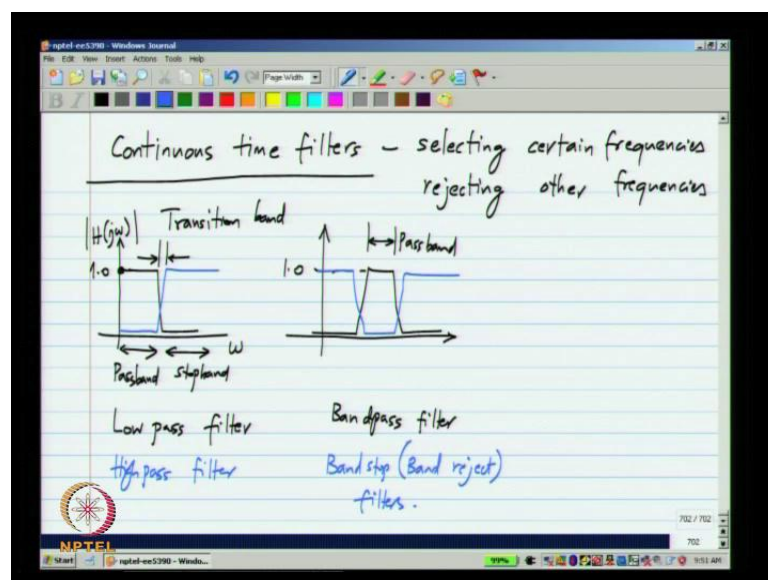 nptel-ee5390 - Windows Journal
File Edit View Insert Actions Tools Help
Page Width
B I
Continuous time filters - selecting certain frequencies
rejecting other frequencies
|H(jω)| Transition band
Passband
1.0
1.0
ω
Passband stopband
Low pass filter
Bandpass filter
High pass filter
Band stop (Band reject)
filters.
702 / 702
702
NPTEL
Start
nptel-ee5390 - Windo...
99%
9:51 AM